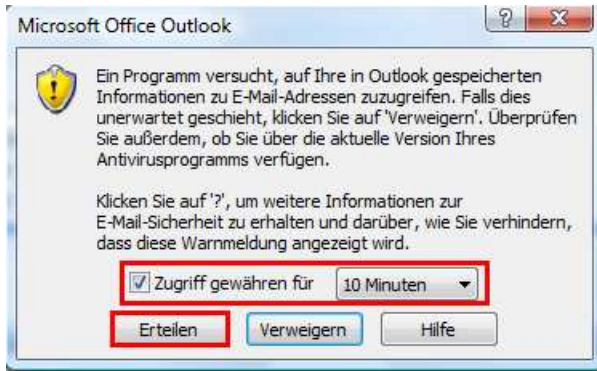 Microsoft Office Outlook
Ein Programm versucht, auf Ihre in Outlook gespeicherten
Informationen zu E-Mail-Adressen zuzugreifen. Falls dies
unerwartet geschieht, klicken Sie auf 'Verweigern'. Überprüfen
Sie außerdem, ob Sie über die aktuelle Version Ihres
Antivirusprogramms verfügen.
Klicken Sie auf '?', um weitere Informationen zur
E-Mail-Sicherheit zu erhalten und darüber, wie Sie verhindern,
dass diese Warnmeldung angezeigt wird.
Zugriff gewähren für 10 Minuten
Erteilen Verweigern Hilfe